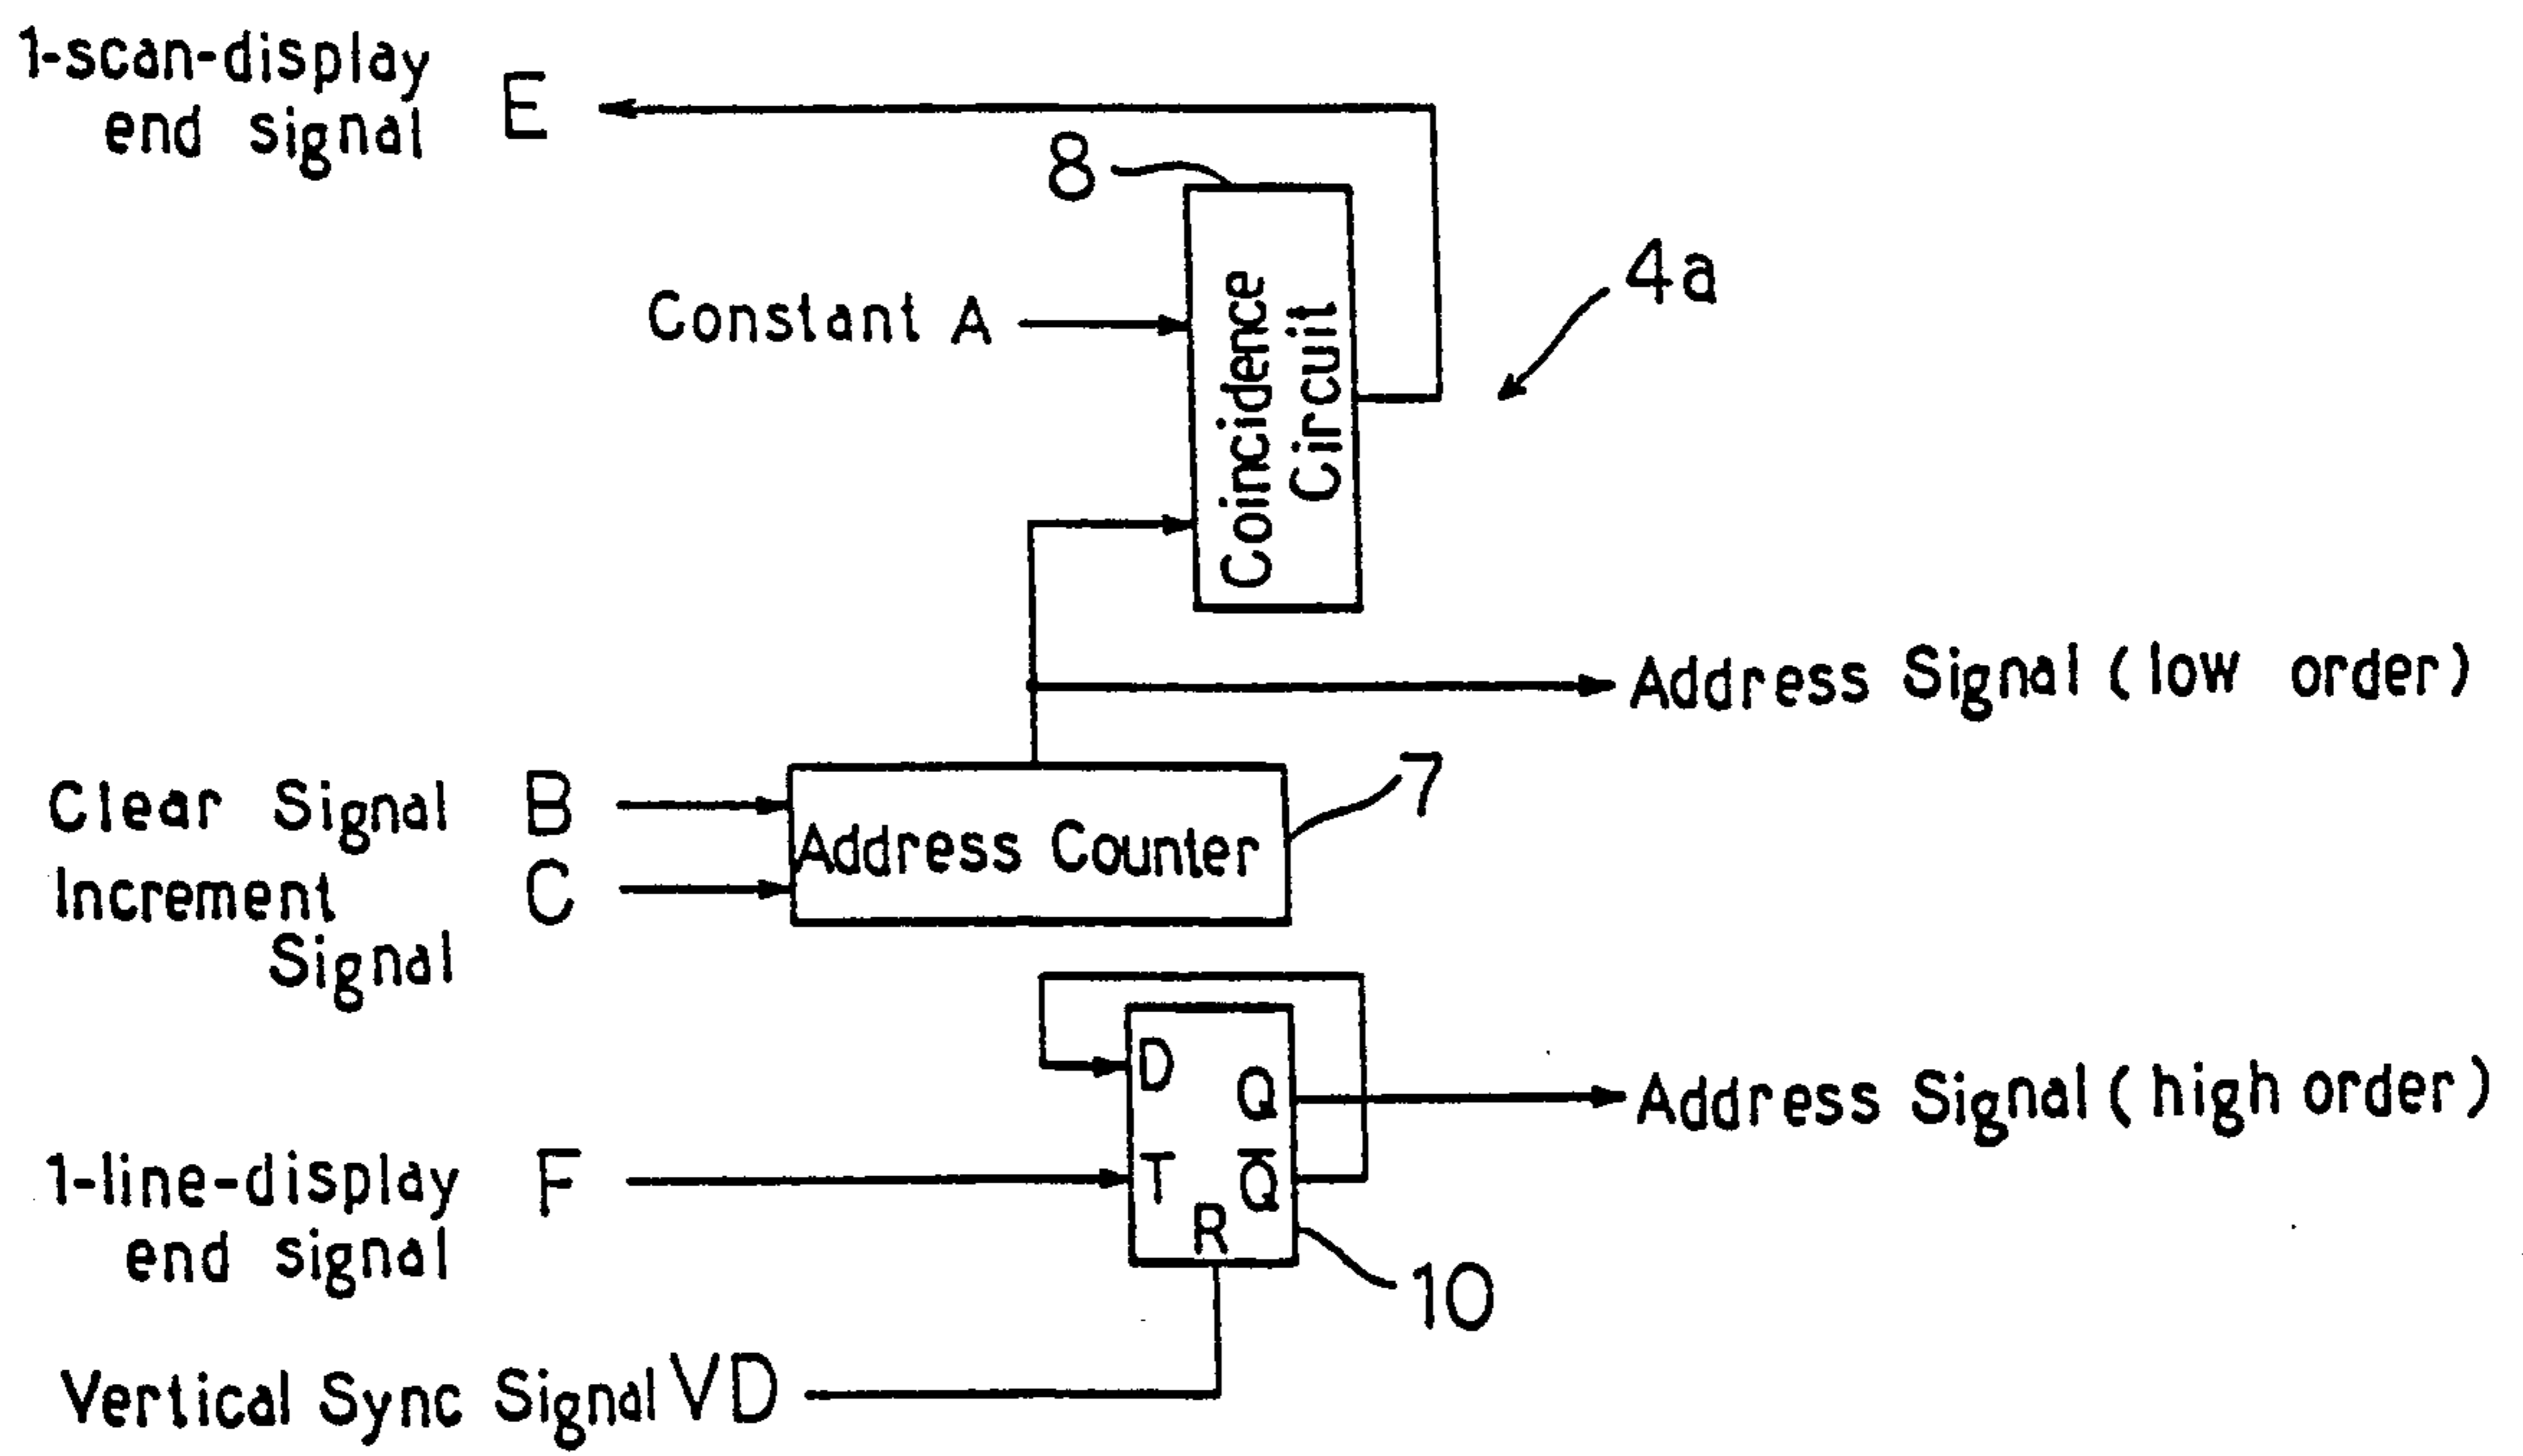 1-scan-display
end signal E
8
Constant A
Coincidence
Circuit
4a
Address Signal (low order)
Clear Signal B
Increment
Signal C
Address Counter
7
D
Q
Address Signal (high order)
1-line-display
end signal F
T
Q̅
R
10
Vertical Sync Signal VD